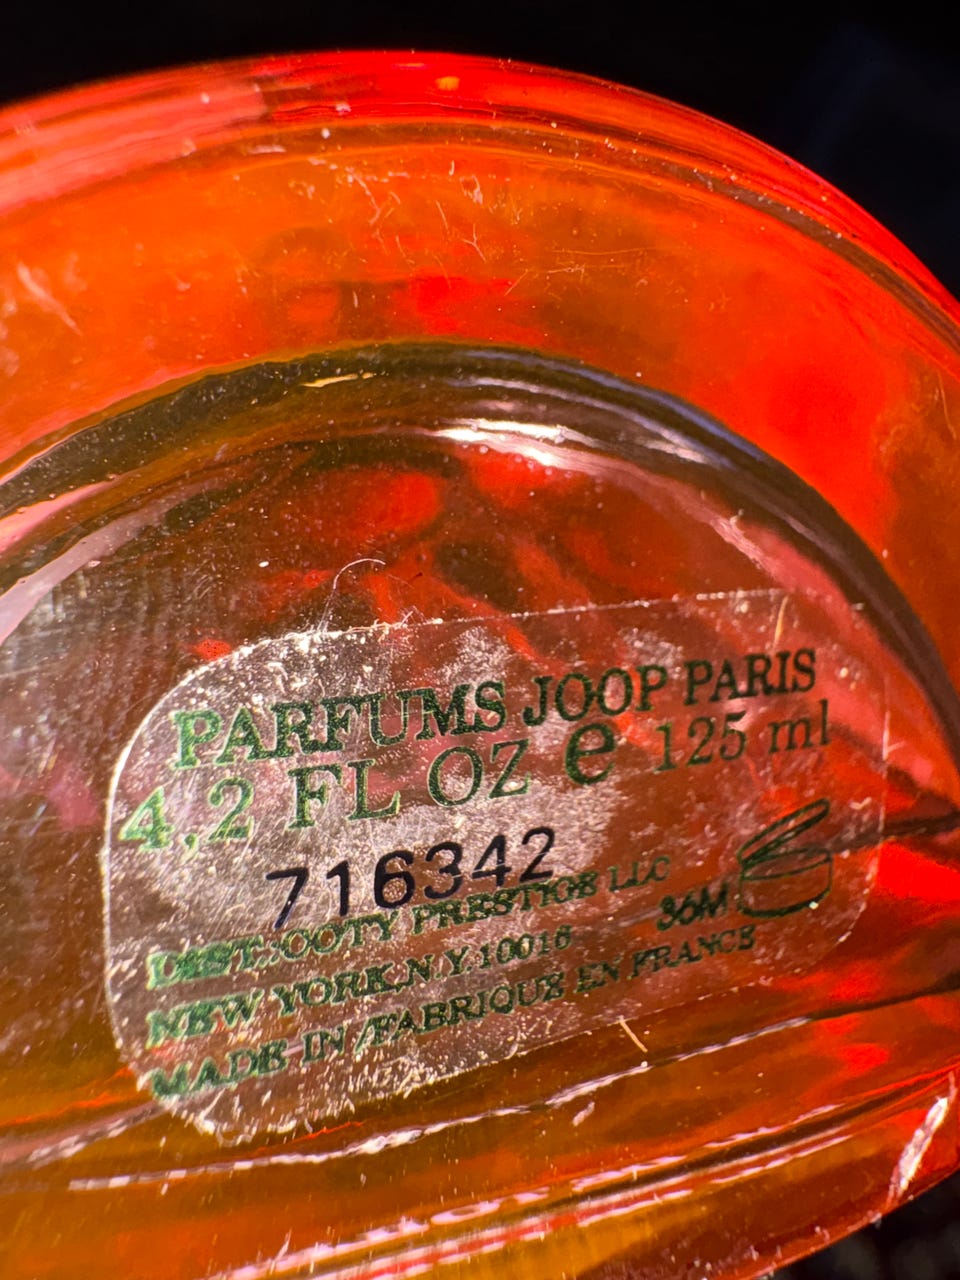 PARFUMS JOOP PARIS
4,2 FL OZ e 125 ml
716342
DIST.:COTY PRESTIGE LLC
36M
NEW YORK,N.Y.10016
MADE IN /FABRIQUE EN FRANCE